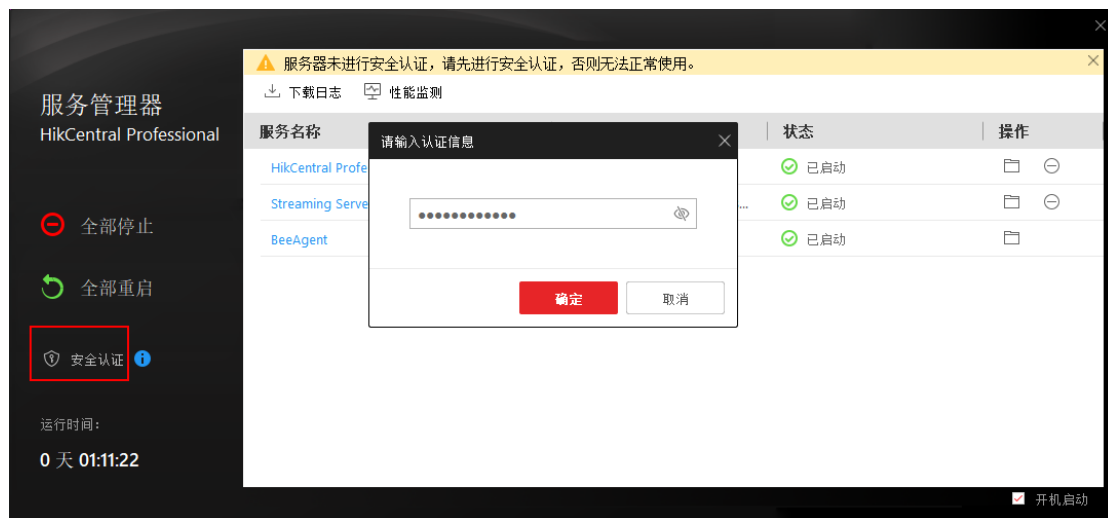 服务器未进行安全认证，请先进行安全认证，否则无法正常使用。
下载日志 性能监测
服务管理器
HikCentral Professional
服务名称 状态 操作
请输入认证信息
HikCentral Profe 已启动
Streaming Serve ... 已启动
BeeAgent 已启动
●●●●●●●●●●●●
全部停止
全部重启
确定 取消
安全认证
运行时间：
0 天 01:11:22
开机启动